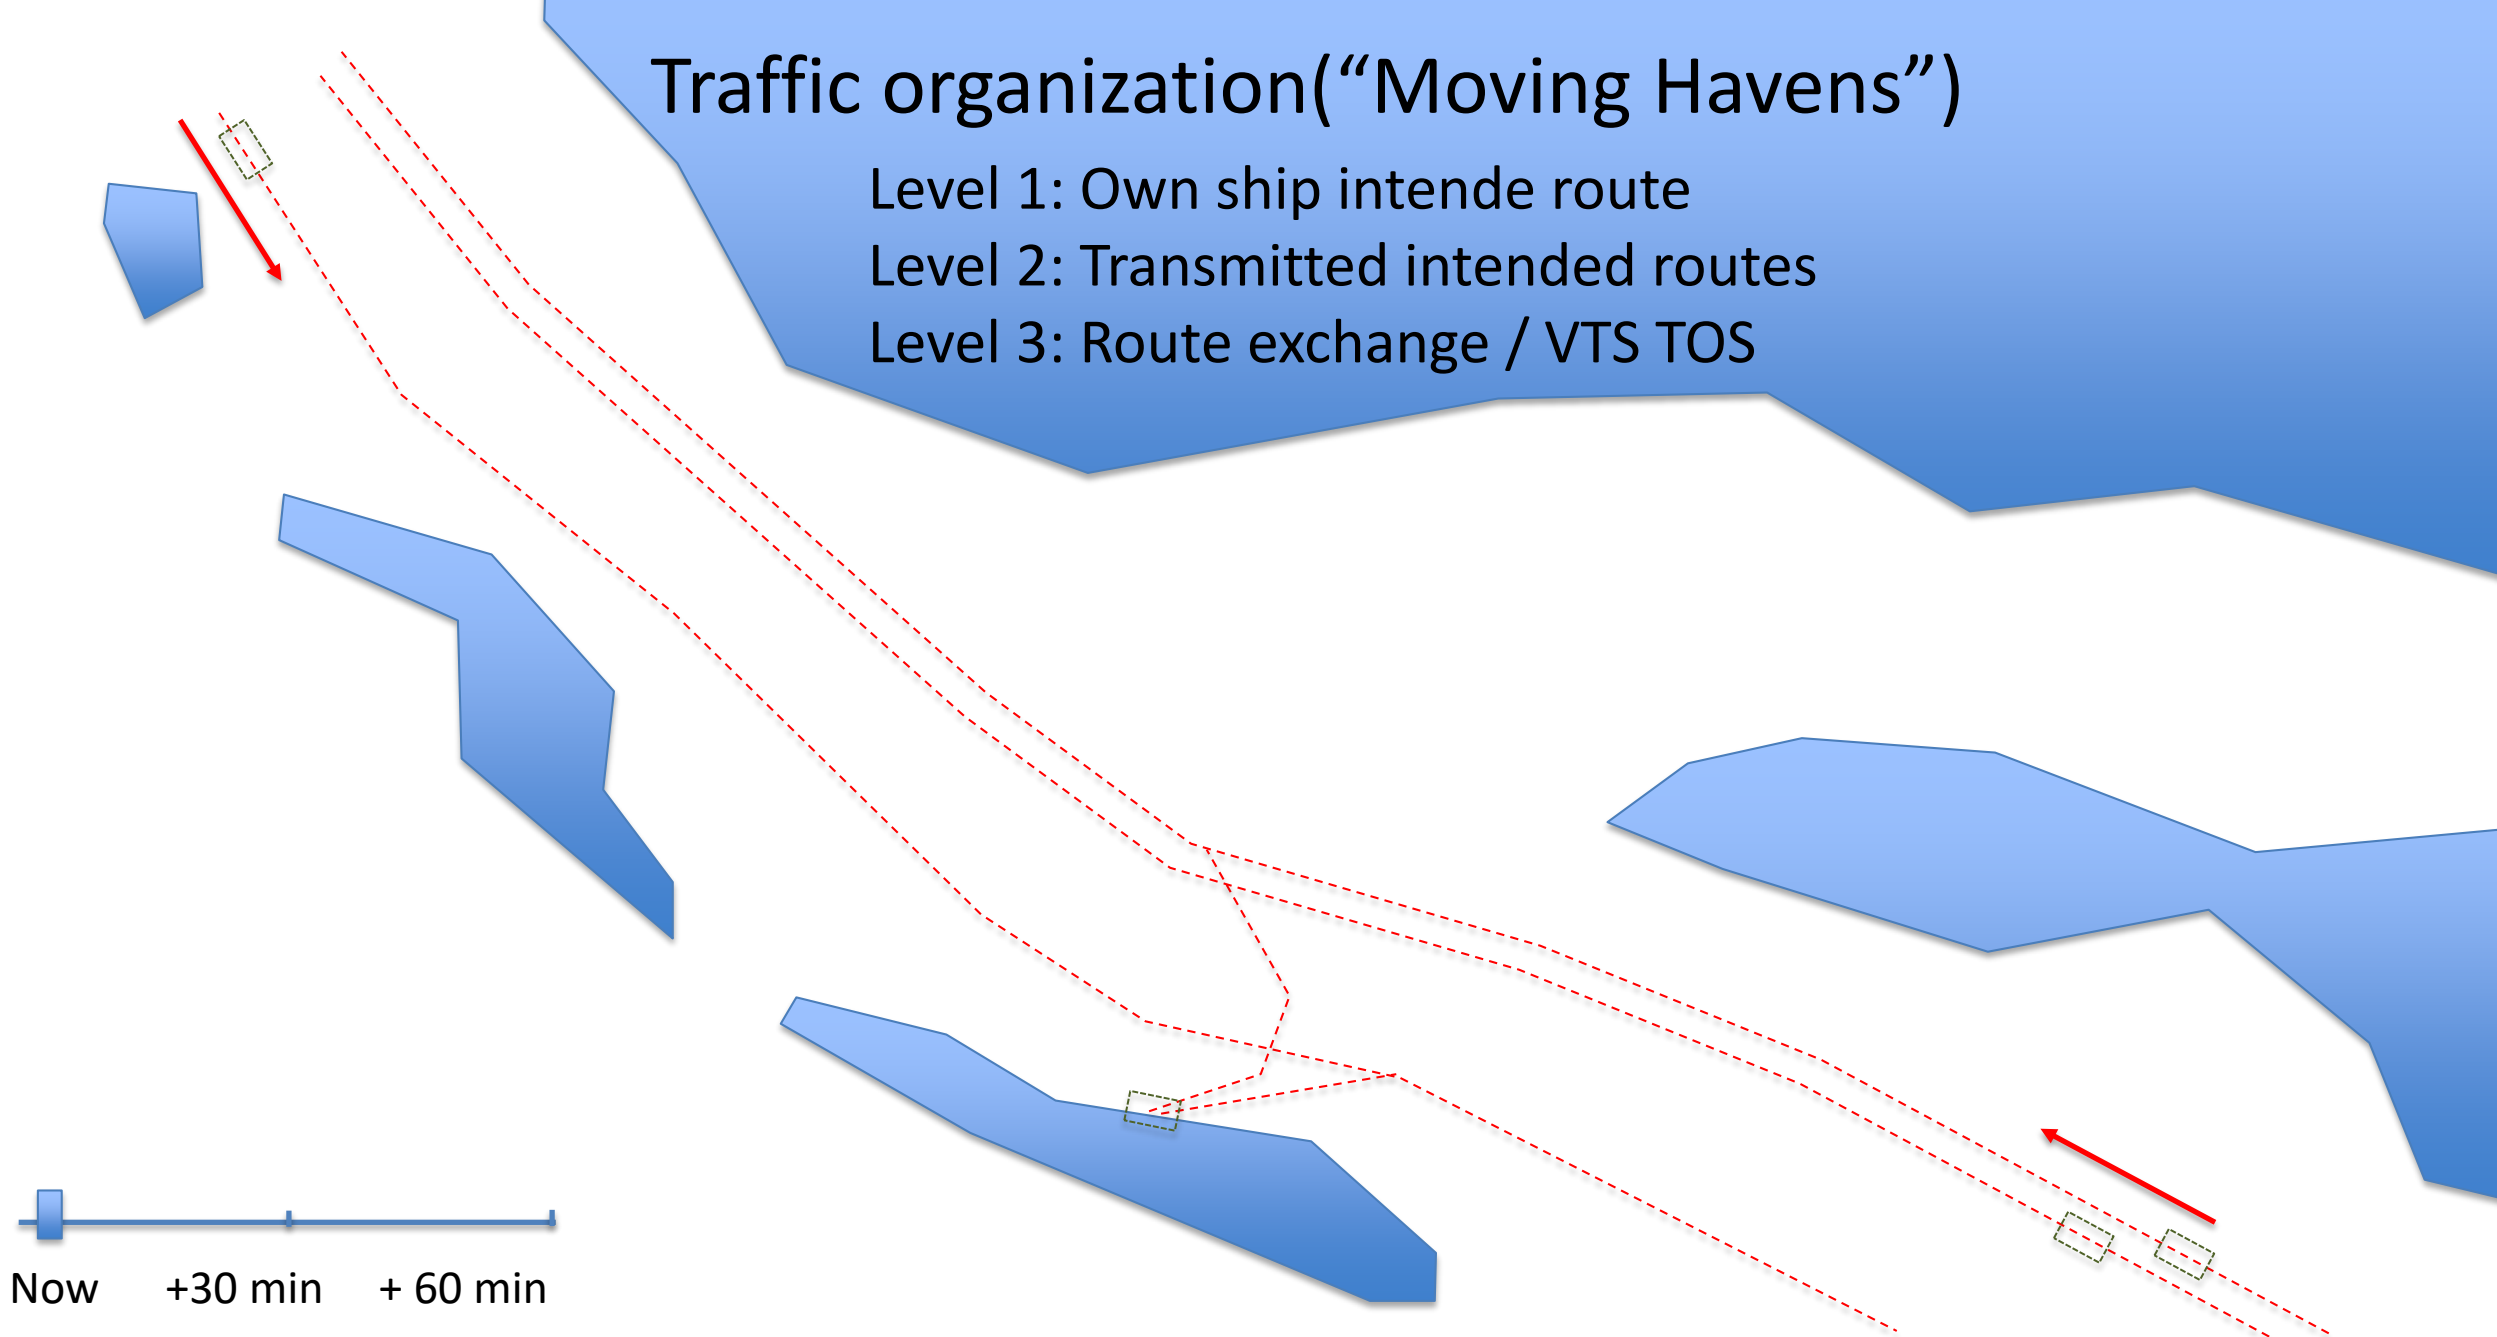 Traffic organization(“Moving Havens”)
Level 1: Own ship intende route
Level 2: Transmitted intended routes
Level 3: Route exchange / VTS TOS
Now +30 min + 60 min